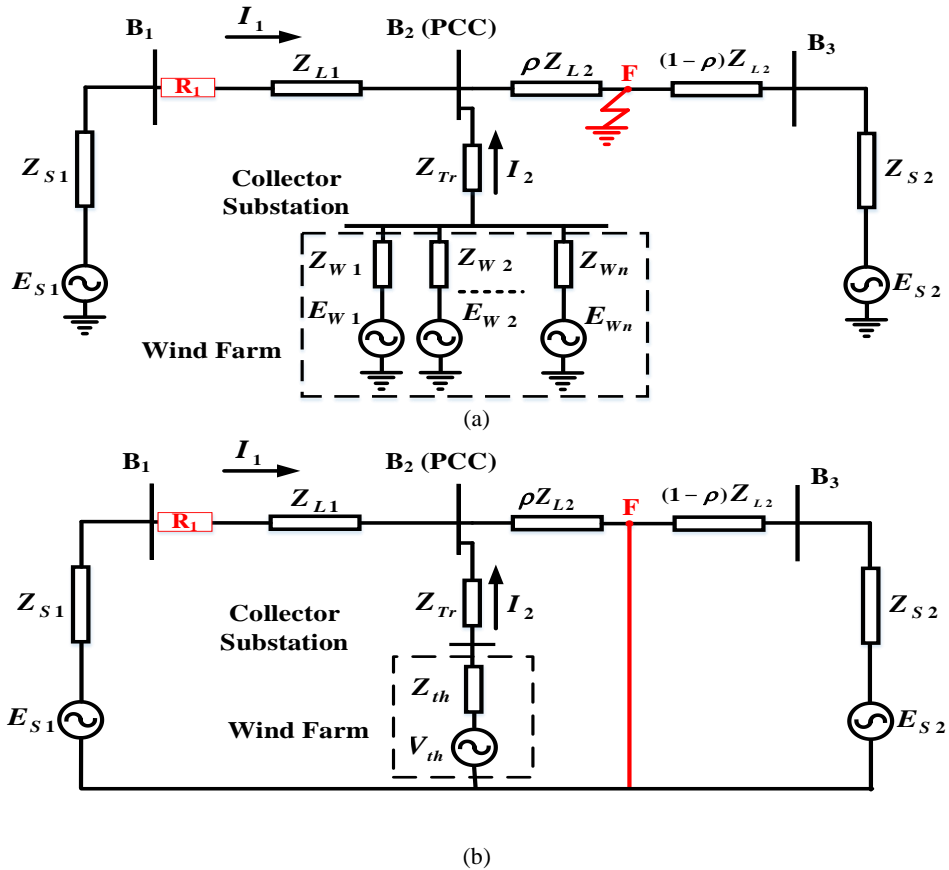 B1 I1 B2 (PCC) B3
R1 ZL1 ρZL2 F (1 − ρ)ZL2
ZS1 ZTr I2 ZS2
Collector
Substation
ZW1 ZW2 ZWn
ES1 EW1 EW2 EWn ES2
Wind Farm
(a)
B1 I1 B2 (PCC) B3
R1 ZL1 ρZL2 F (1 − ρ)ZL2
ZS1 ZTr I2 ZS2
Collector
Substation
Zth
ES1 Wind Farm Vth ES2
(b)